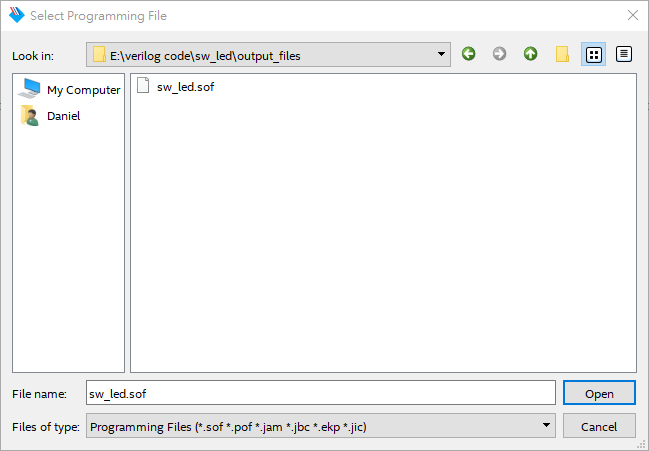 Select Programming File
Look in: E:\verilog code\sw_led\output_files
My Computer
Daniel
sw_led.sof
File name: sw_led.sof Open
Files of type: Programming Files (*.sof *.pof *.jam *.jbc *.ekp *.jic) Cancel